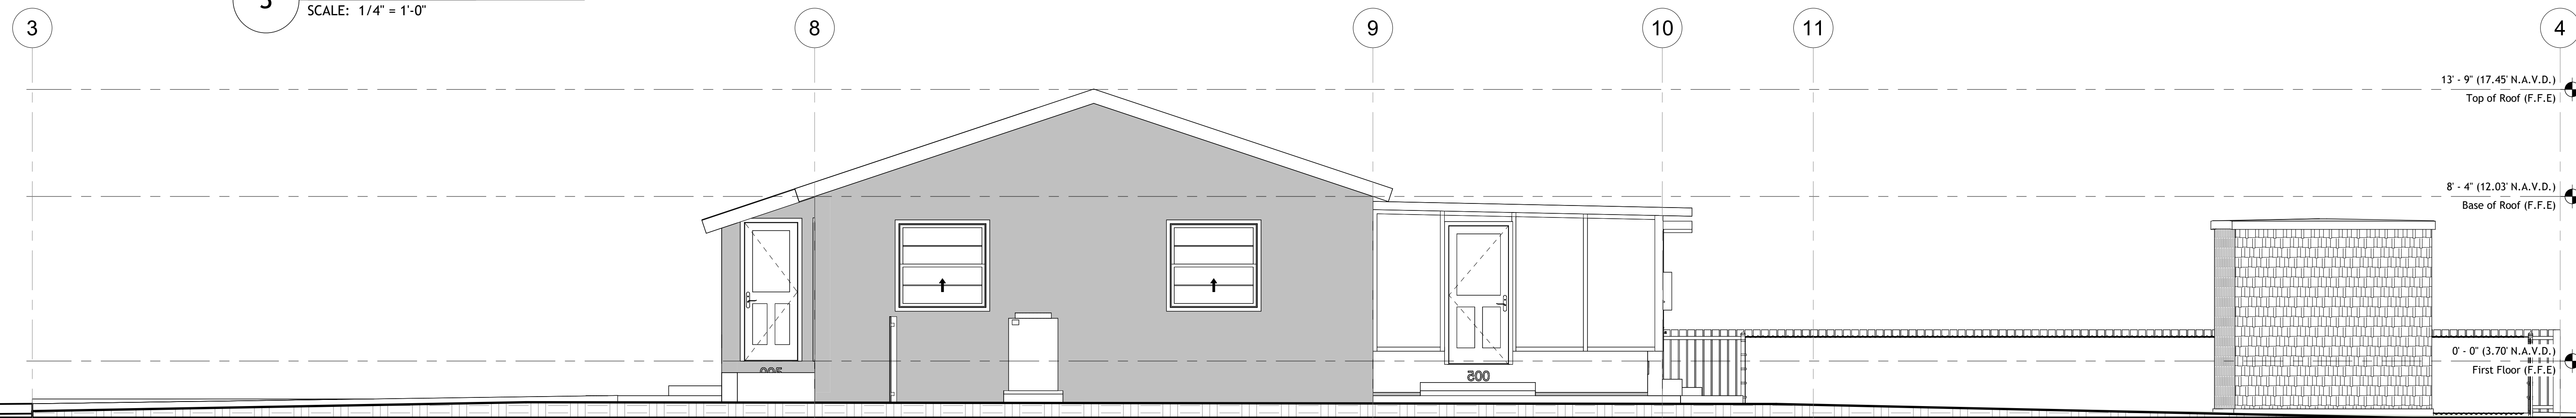 SCALE: 1/4" = 1'-0"
3
8
9
10
11
4
13' - 9" (17.45' N.A.V.D.)
Top of Roof (F.F.E)
8' - 4" (12.03' N.A.V.D.)
Base of Roof (F.F.E)
0' - 0" (3.70' N.A.V.D.)
First Floor (F.F.E)